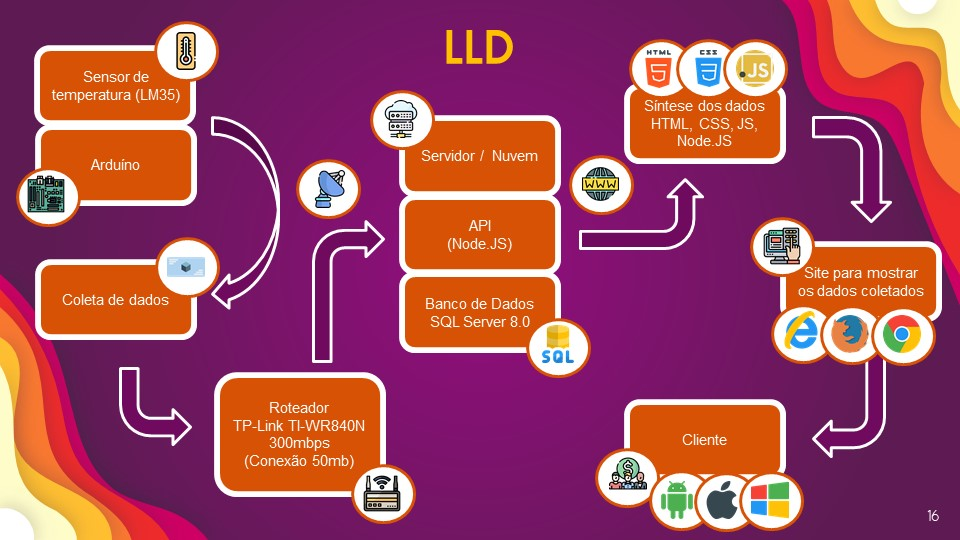 LLD
Sensor de
temperatura (LM35)
Arduíno
Coleta de dados
Roteador
TP-Link Tl-WR840N
300mbps
(Conexão 50mb)
Servidor / Nuvem
API
(Node.JS)
Banco de Dados
SQL Server 8.0
SQL
WWW
HTML
CSS
JS
Síntese dos dados
HTML, CSS, JS,
Node.JS
Site para mostrar
os dados coletados
Cliente
16